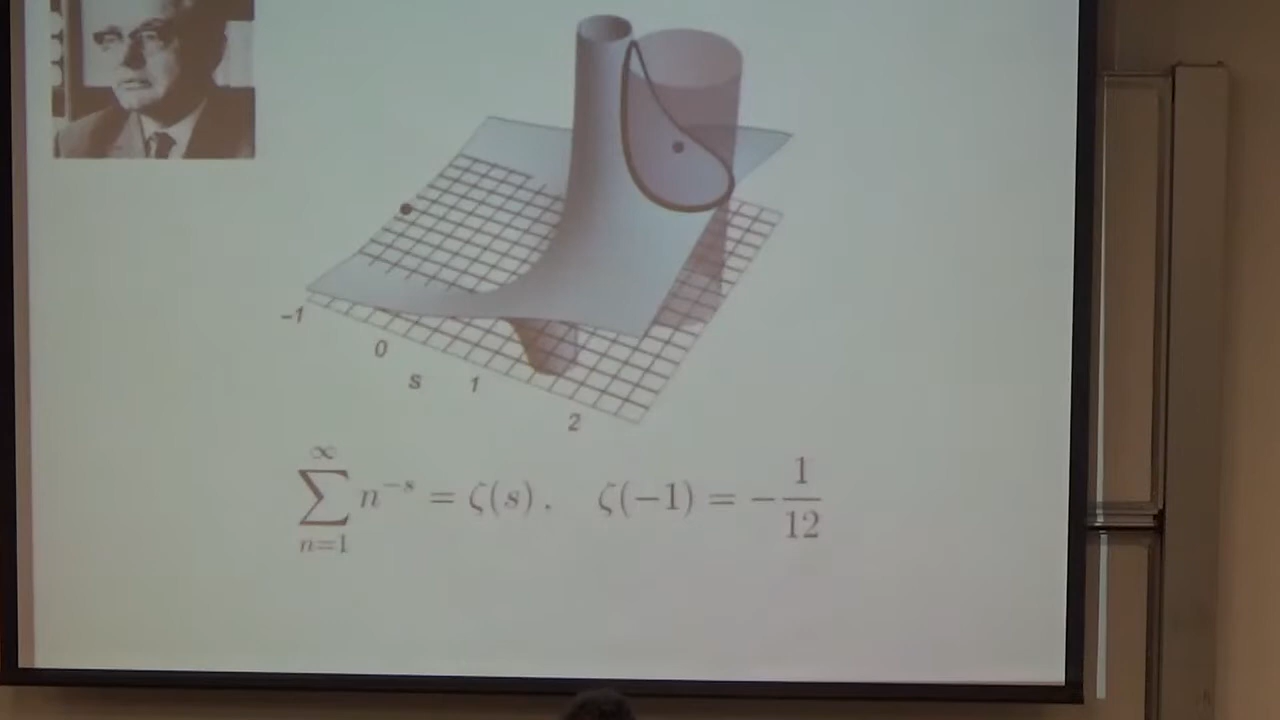 -1
0
s
1
2
∞
∑ n^{-s} = ζ(s). ζ(-1) = -1/12
n=1